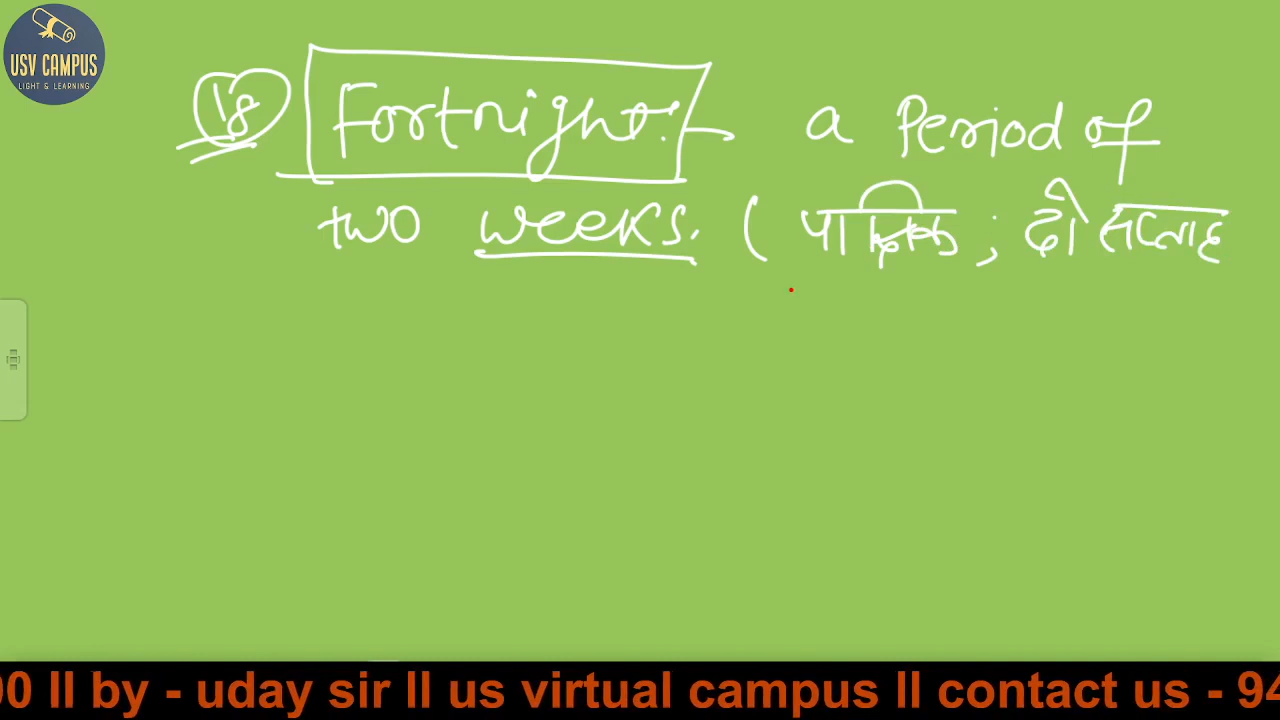 USV CAMPUS
LIGHT & LEARNING
18 Fortnight :- a Period of
two weeks. ( पाक्षिक ; दो सप्ताह
00 ll by - uday sir ll us virtual campus ll contact us - 94